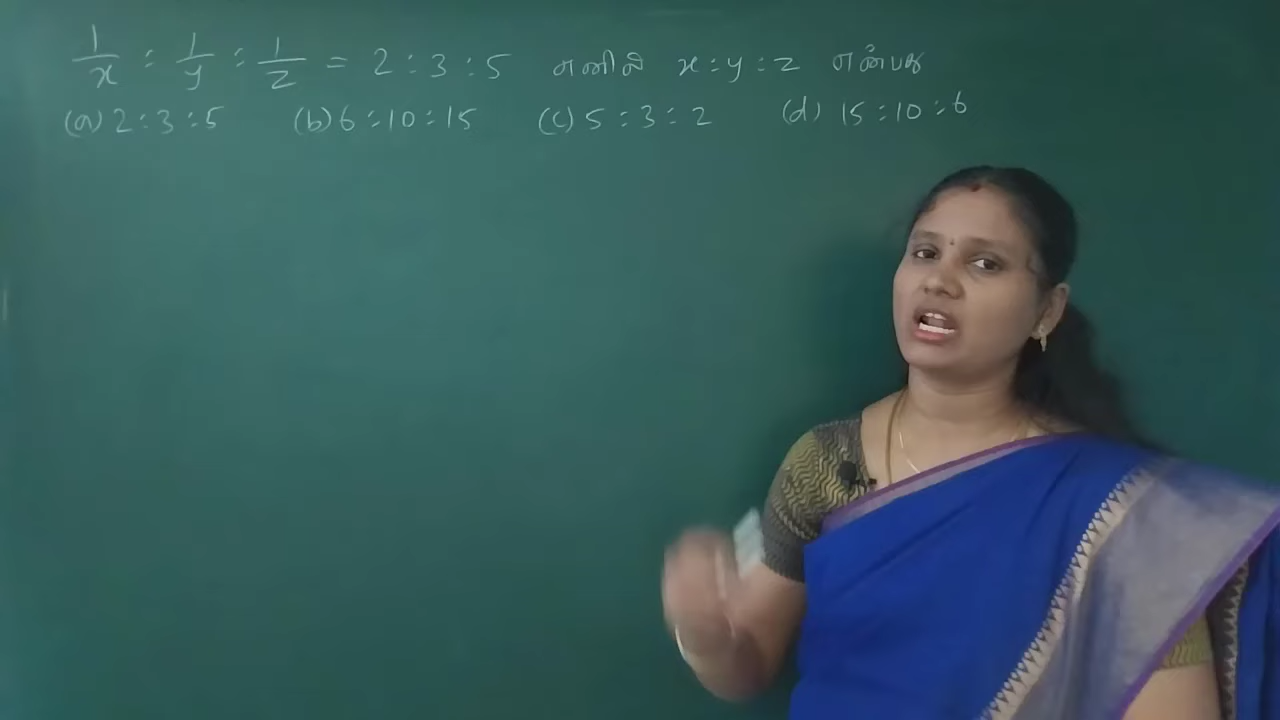 1/x : 1/y : 1/z = 2 : 3 : 5 எனில் x : y : z என்பது
(a) 2 : 3 : 5 (b) 6 : 10 : 15 (c) 5 : 3 : 2 (d) 15 : 10 : 6